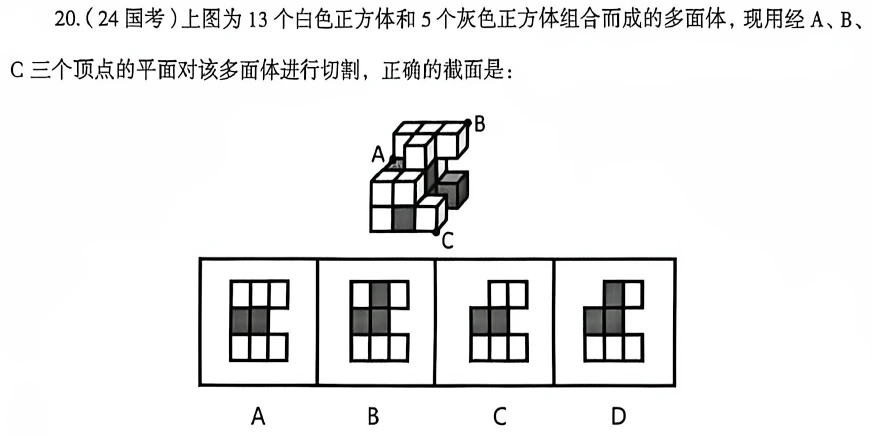 20.(24国考)上图为13个白色正方体和5个灰色正方体组合而成的多面体，现用经A、B、
C三个顶点的平面对该多面体进行切割，正确的截面是：
B
A
C
A B C D